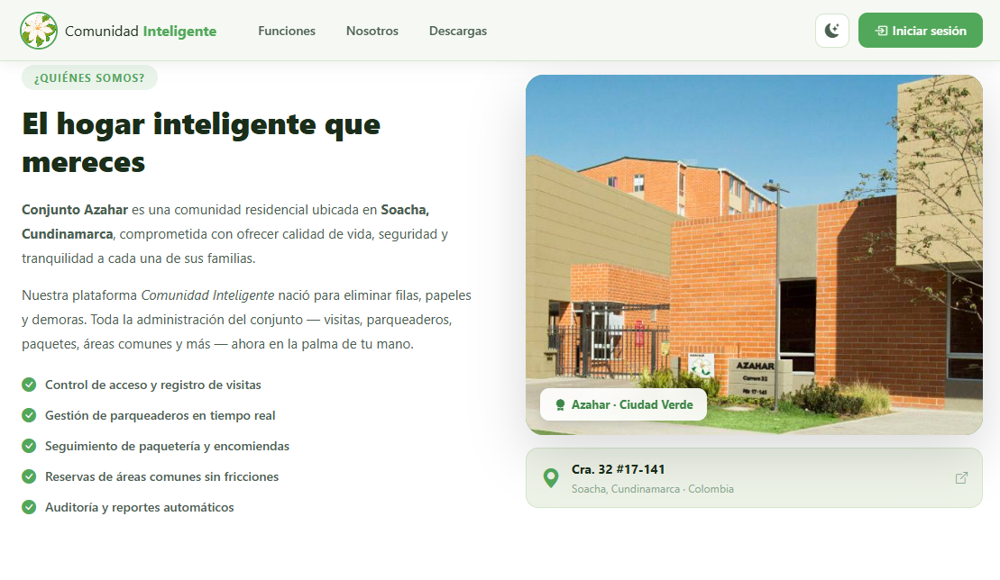 Comunidad Inteligente
Funciones
Nosotros
Descargas
Iniciar sesión
¿QUIÉNES SOMOS?
El hogar inteligente que
mereces
Conjunto Azahar es una comunidad residencial ubicada en Soacha,
Cundinamarca, comprometida con ofrecer calidad de vida, seguridad y
tranquilidad a cada una de sus familias.
Nuestra plataforma Comunidad Inteligente nació para eliminar filas, papeles
y demoras. Toda la administración del conjunto — visitas, parqueaderos,
paquetes, áreas comunes y más — ahora en la palma de tu mano.
Control de acceso y registro de visitas
Gestión de parqueaderos en tiempo real
Seguimiento de paquetería y encomiendas
Reservas de áreas comunes sin fricciones
Auditoría y reportes automáticos
AZAHAR
Carrera 32
No 17-141
Azahar · Ciudad Verde
Cra. 32 #17-141
Soacha, Cundinamarca · Colombia